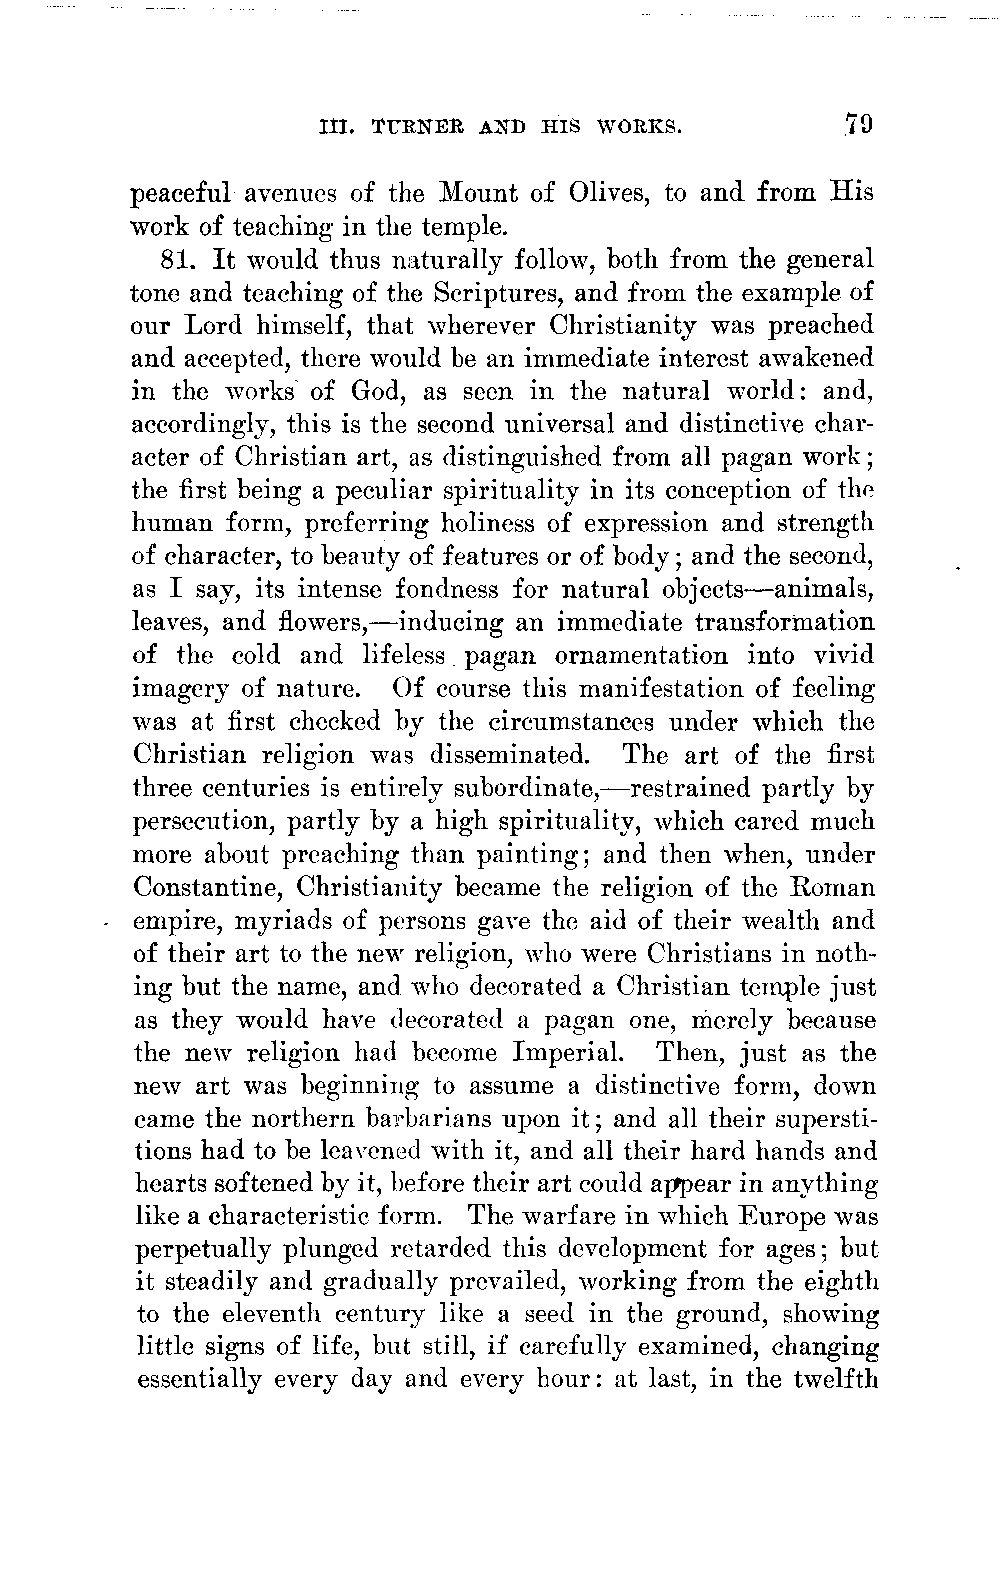 III. TURNER AND HIS WORKS. 79
peaceful avenues of the Mount of Olives, to and from His
work of teaching in the temple.
81. It would thus naturally follow, both from the general
tone and teaching of the Scriptures, and from the example of
our Lord himself, that wherever Christianity was preached
and accepted, there would be an immediate interest awakened
in the works of God, as seen in the natural world: and,
accordingly, this is the second universal and distinctive char-
acter of Christian art, as distinguished from all pagan work;
the first being a peculiar spirituality in its conception of the
human form, preferring holiness of expression and strength
of character, to beauty of features or of body; and the second,
as I say, its intense fondness for natural objects—animals,
leaves, and flowers,—inducing an immediate transformation
of the cold and lifeless pagan ornamentation into vivid
imagery of nature. Of course this manifestation of feeling
was at first checked by the circumstances under which the
Christian religion was disseminated. The art of the first
three centuries is entirely subordinate,—restrained partly by
persecution, partly by a high spirituality, which cared much
more about preaching than painting; and then when, under
Constantine, Christianity became the religion of the Roman
empire, myriads of persons gave the aid of their wealth and
of their art to the new religion, who were Christians in noth-
ing but the name, and who decorated a Christian temple just
as they would have decorated a pagan one, merely because
the new religion had become Imperial. Then, just as the
new art was beginning to assume a distinctive form, down
came the northern barbarians upon it; and all their supersti-
tions had to be leavened with it, and all their hard hands and
hearts softened by it, before their art could appear in anything
like a characteristic form. The warfare in which Europe was
perpetually plunged retarded this development for ages; but
it steadily and gradually prevailed, working from the eighth
to the eleventh century like a seed in the ground, showing
little signs of life, but still, if carefully examined, changing
essentially every day and every hour: at last, in the twelfth